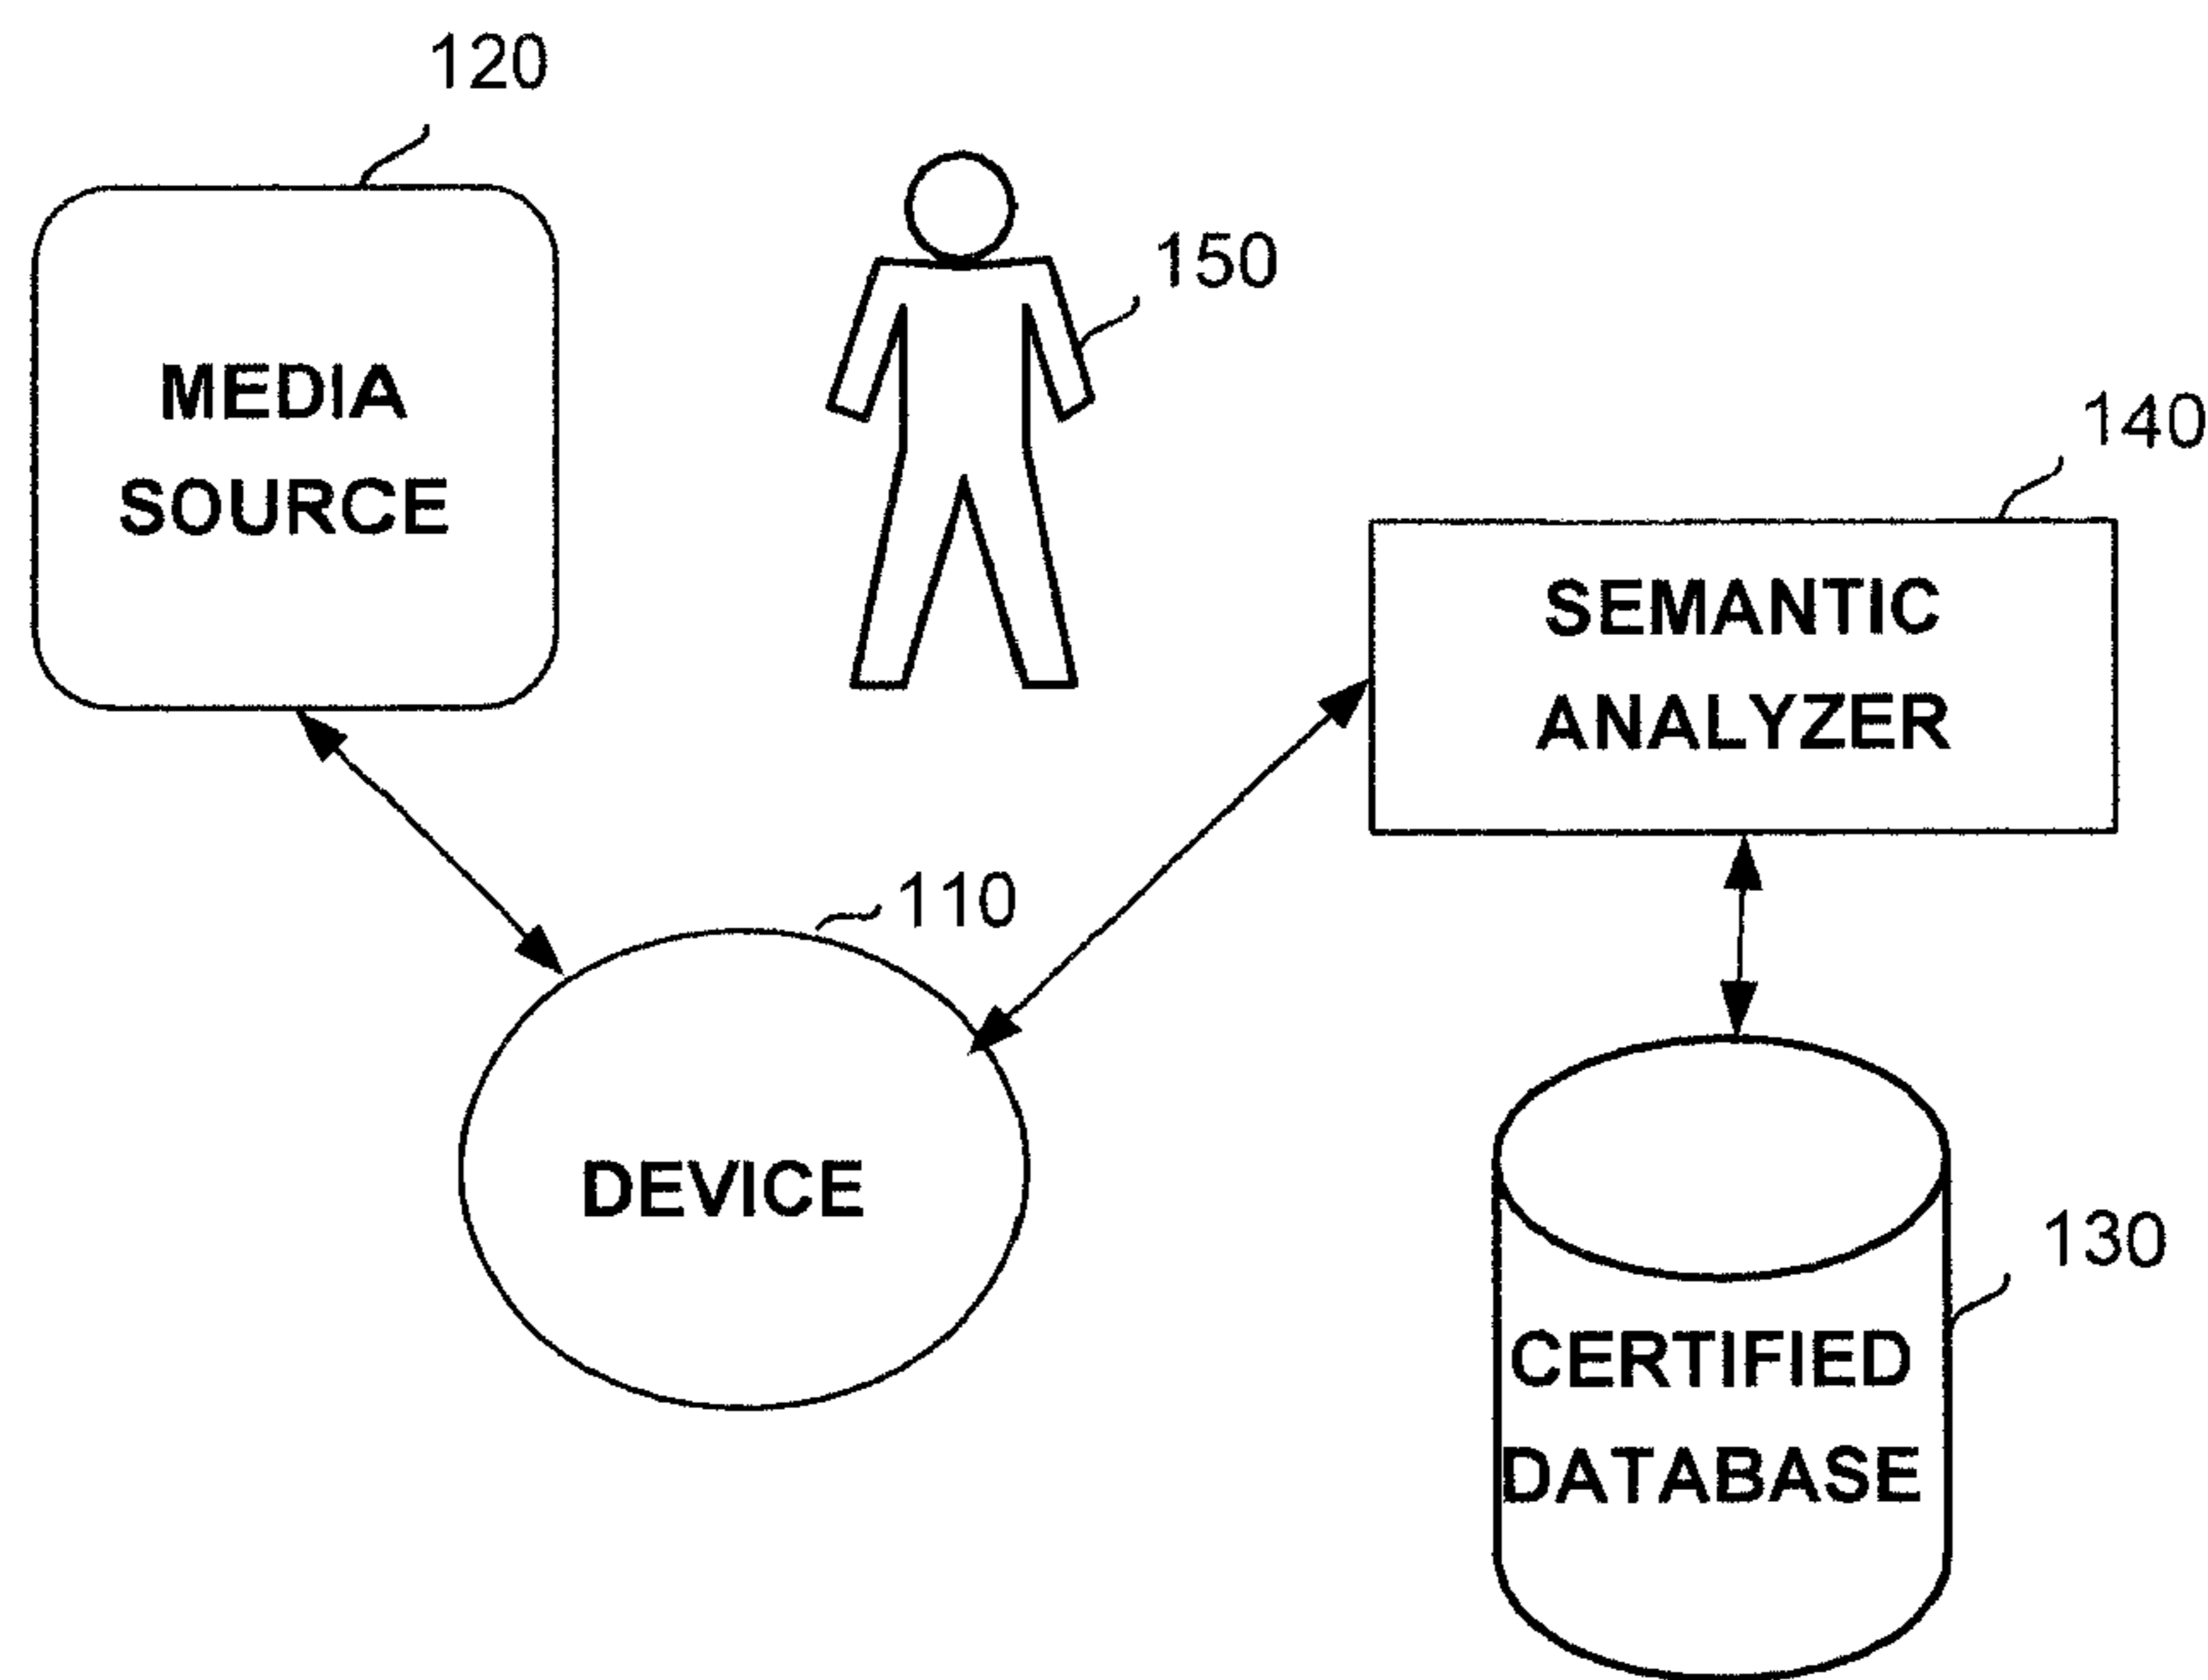 120
MEDIA
SOURCE
150
140
SEMANTIC
ANALYZER
110
DEVICE
130
CERTIFIED
DATABASE